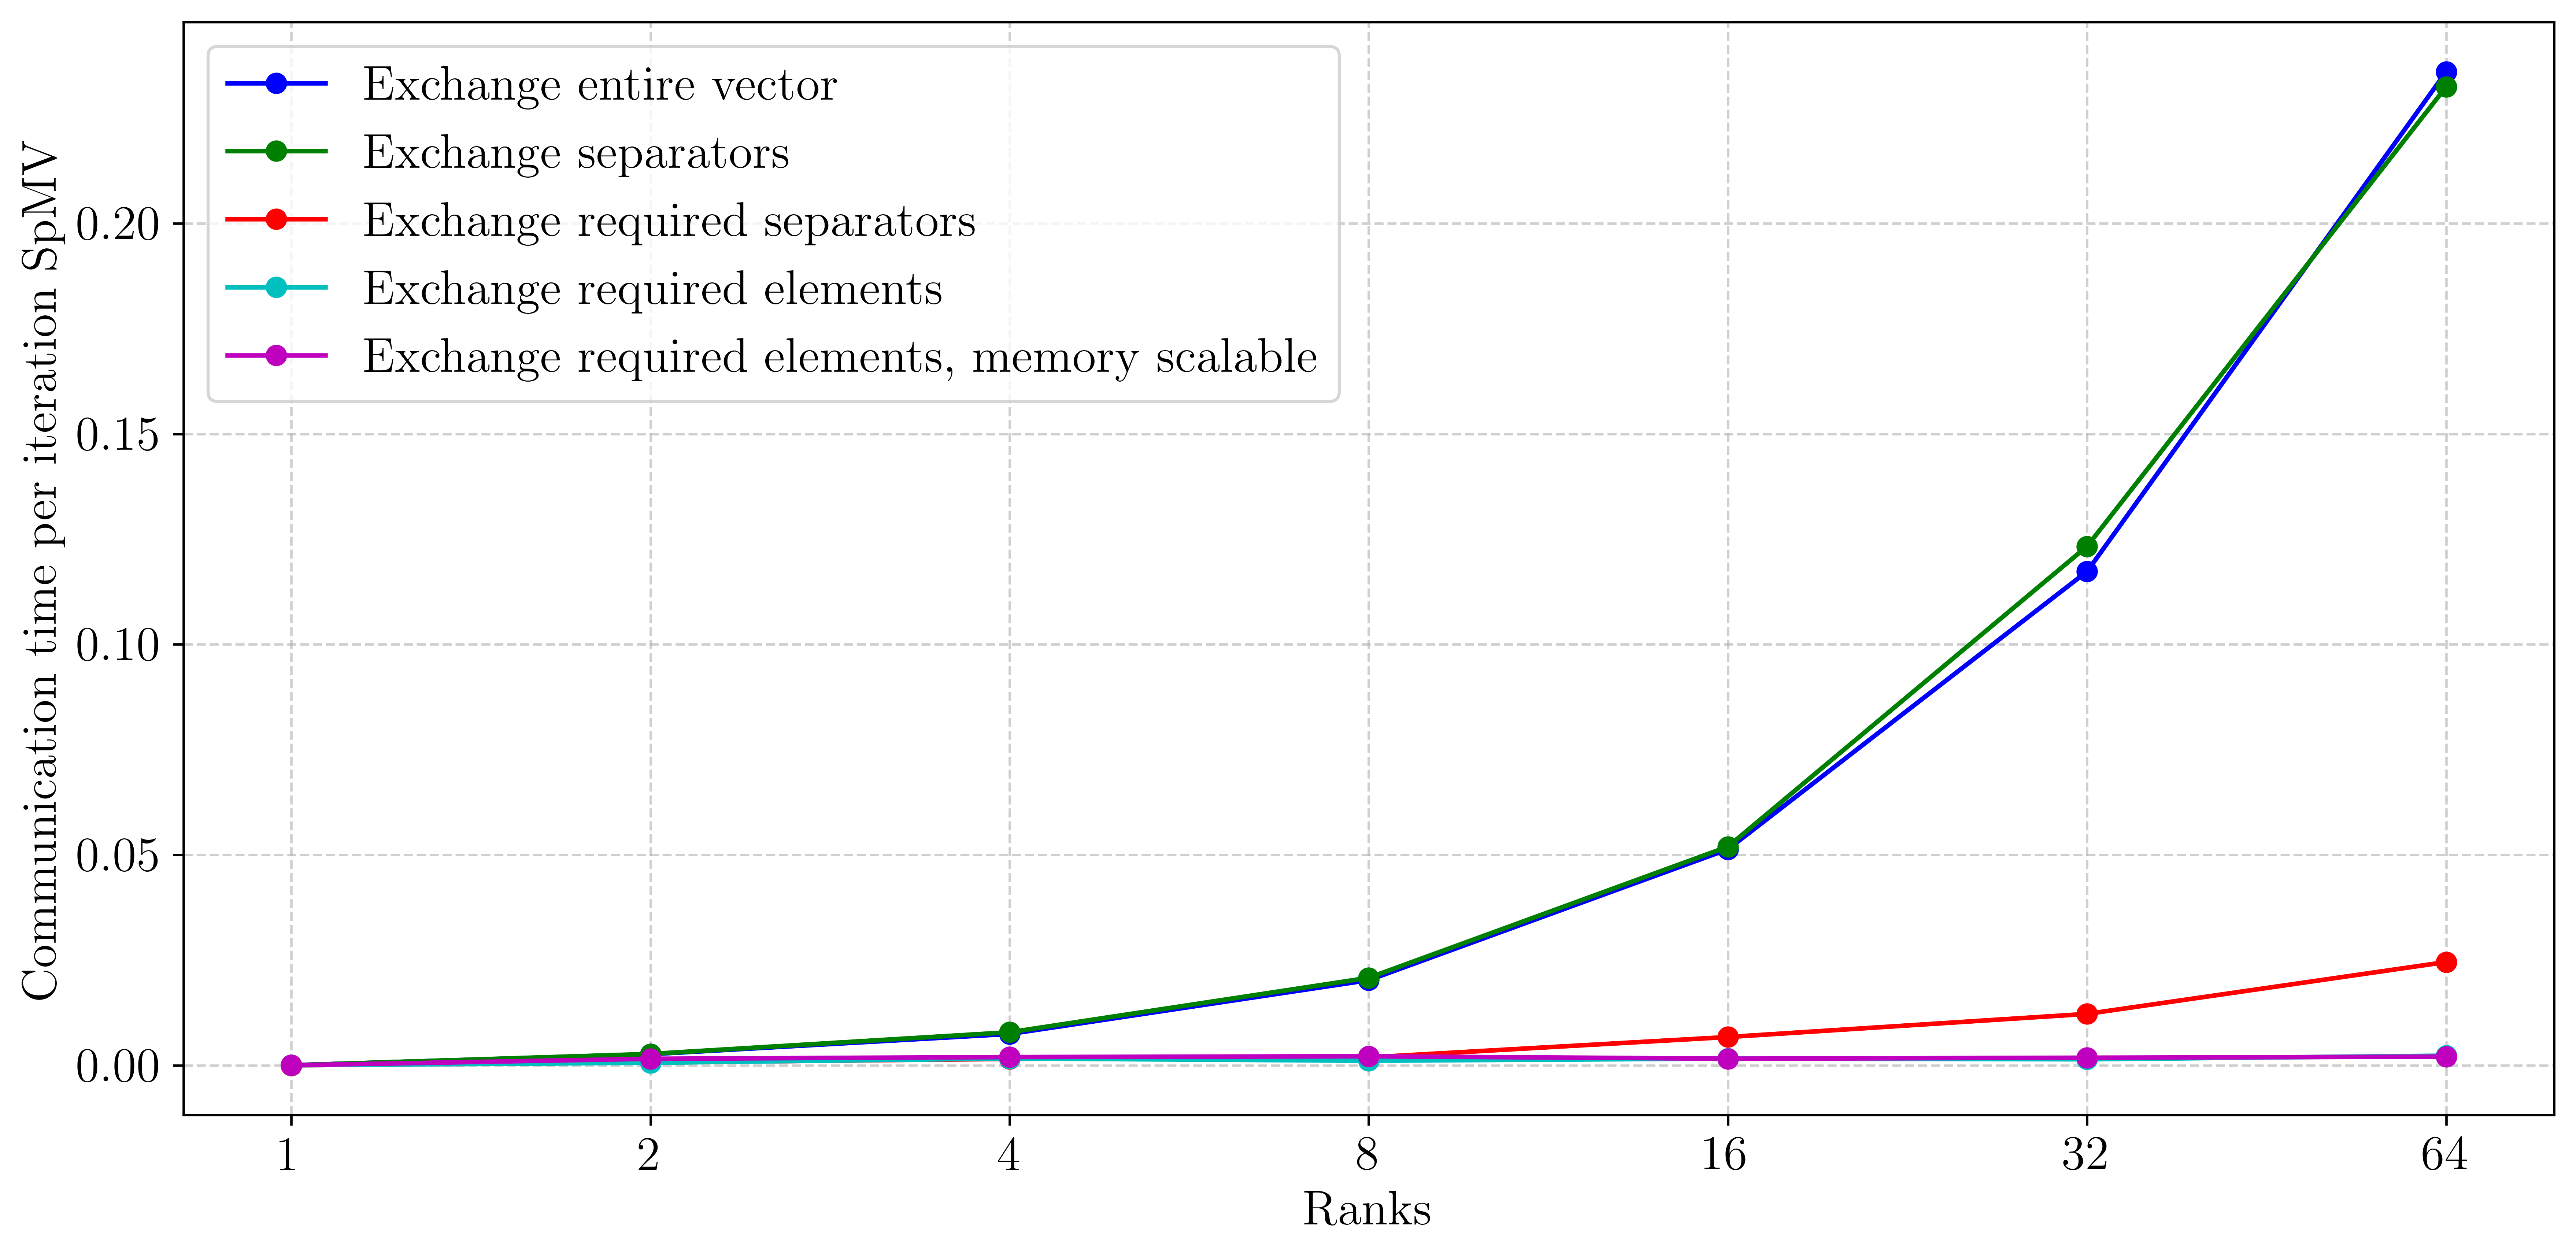 Exchange entire vector
Exchange separators
Exchange required separators
Exchange required elements
Exchange required elements, memory scalable
Communication time per iteration SpMV
0.20
0.15
0.10
0.05
0.00
1 2 4 8 16 32 64
Ranks